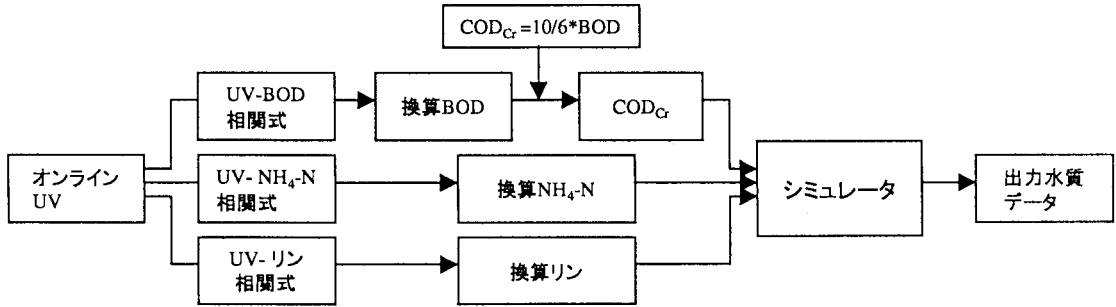 COD_Cr=10/6*BOD
UV-BOD
相関式
換算BOD
COD_Cr
オンライン
UV
UV- NH₄-N
相関式
換算NH₄-N
シミュレータ
出力水質
データ
UV- リン
相関式
換算リン